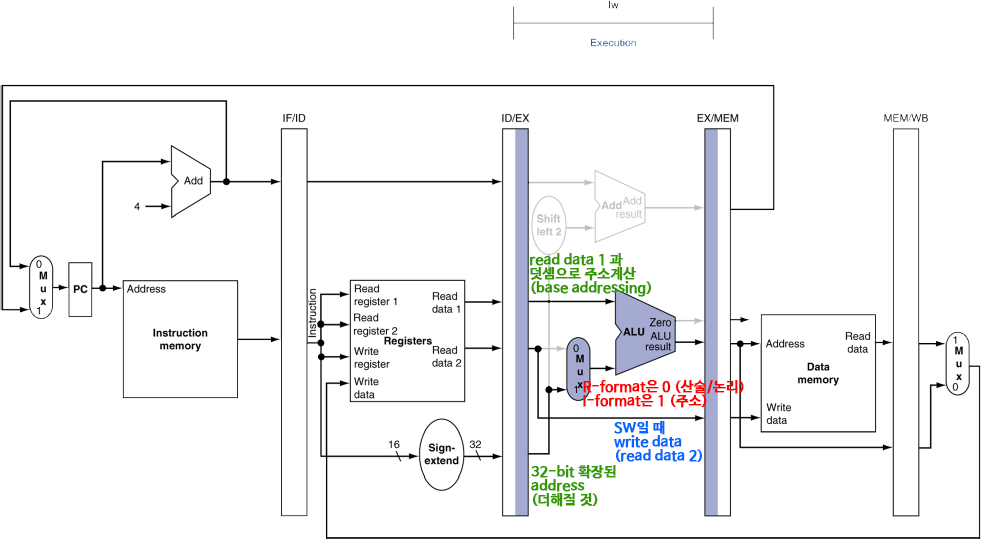 lw
Execution
IF/ID
ID/EX
EX/MEM
MEM/WB
Add
4
Shift
left 2
Add Add
result
0
M
u
x
1
PC
Address
Instruction
memory
Instruction
Read
register 1
Read
register 2
Write
register
Write
data
Registers
Read
data 1
Read
data 2
16
Sign-
extend
32
read data 1 과
덧셈으로 주소계산
(base addressing)
0
M
u
x
1
ALU
Zero
ALU
result
R-format은 0 (산술/논리)
I-format은 1 (주소)
SW일 때
write data
(read data 2)
32-bit 확장된
address
(더해질 것)
Address
Read
data
Data
memory
Write
data
1
M
u
x
0